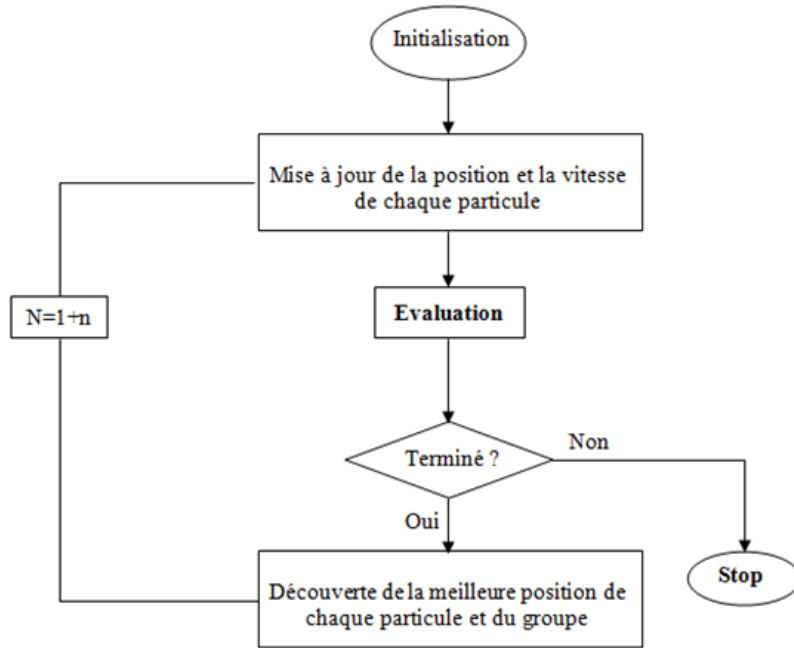 Initialisation
Mise à jour de la position et la vitesse
de chaque particule
N=1+n
Evaluation
Terminé ?
Non
Oui
Stop
Découverte de la meilleure position de
chaque particule et du groupe